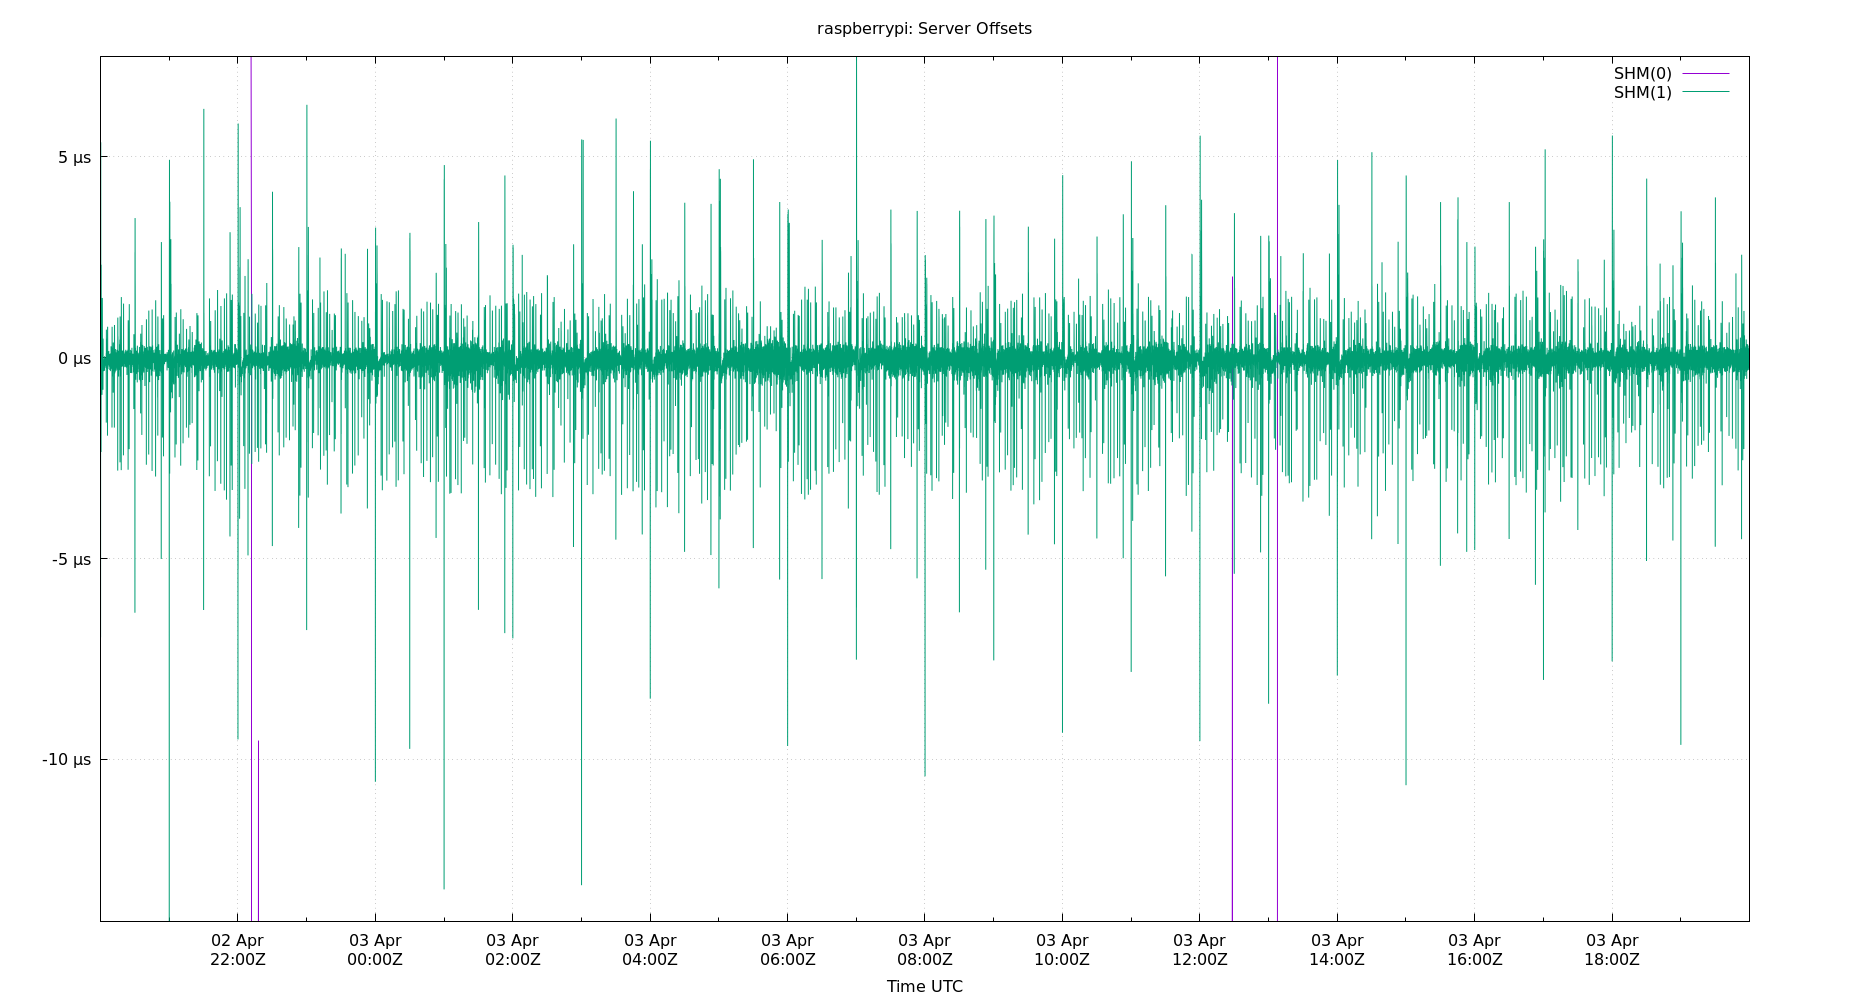 raspberrypi: Server Offsets
SHM(0)
SHM(1)
5 µs
0 µs
-5 µs
-10 µs
02 Apr
22:00Z
03 Apr
00:00Z
03 Apr
02:00Z
03 Apr
04:00Z
03 Apr
06:00Z
03 Apr
08:00Z
03 Apr
10:00Z
03 Apr
12:00Z
03 Apr
14:00Z
03 Apr
16:00Z
03 Apr
18:00Z
Time UTC